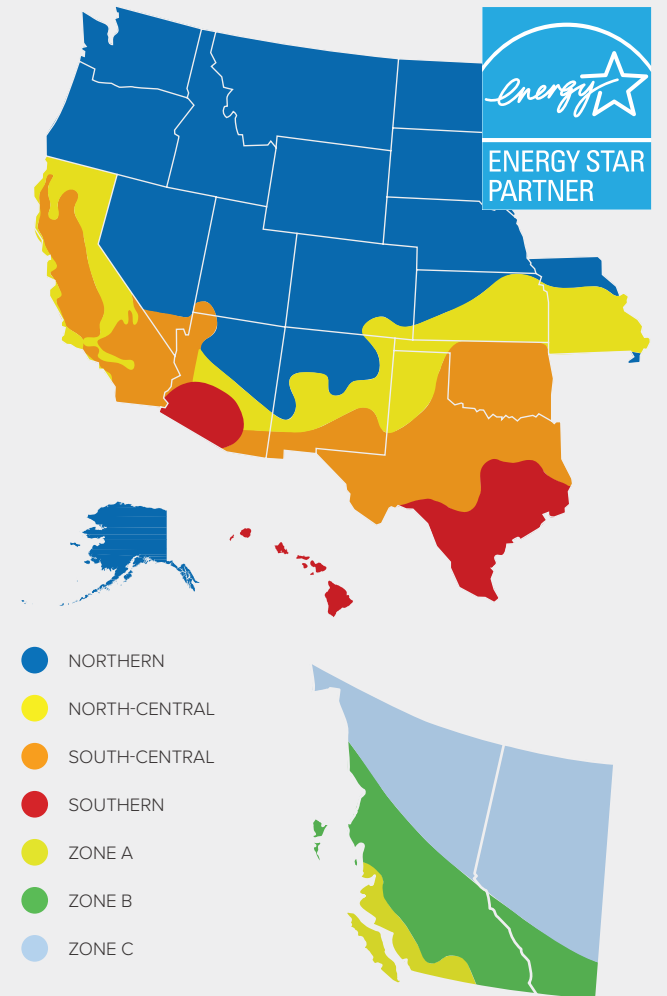 energy
ENERGY STAR
PARTNER
NORTHERN
NORTH-CENTRAL
SOUTH-CENTRAL
SOUTHERN
ZONE A
ZONE B
ZONE C